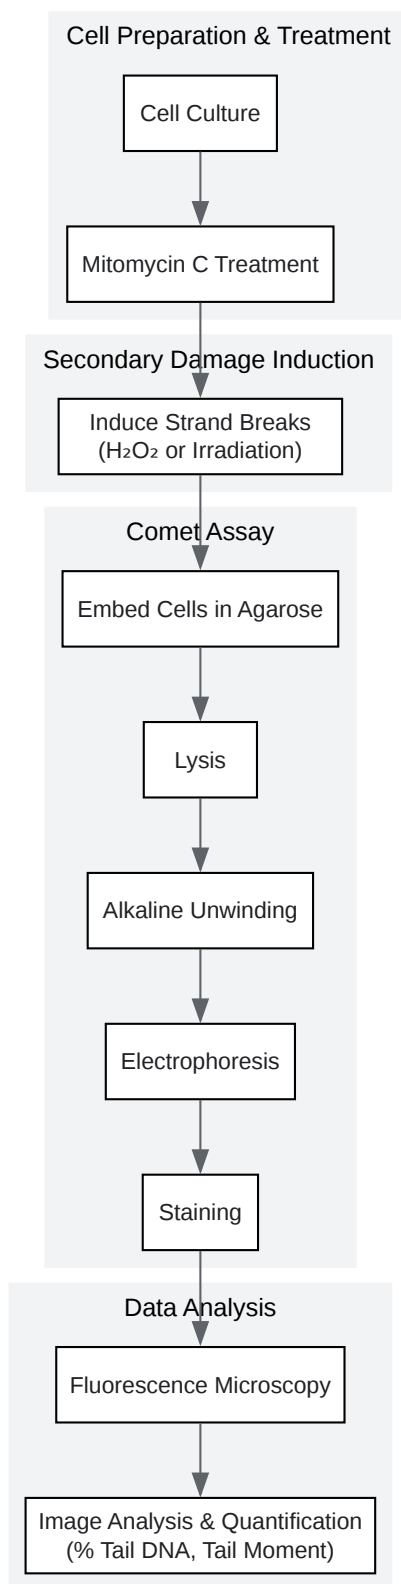 Cell Preparation & Treatment
Cell Culture
Mitomycin C Treatment
Secondary Damage Induction
Induce Strand Breaks
(H₂O₂ or Irradiation)
Comet Assay
Embed Cells in Agarose
Lysis
Alkaline Unwinding
Electrophoresis
Staining
Data Analysis
Fluorescence Microscopy
Image Analysis & Quantification
(% Tail DNA, Tail Moment)